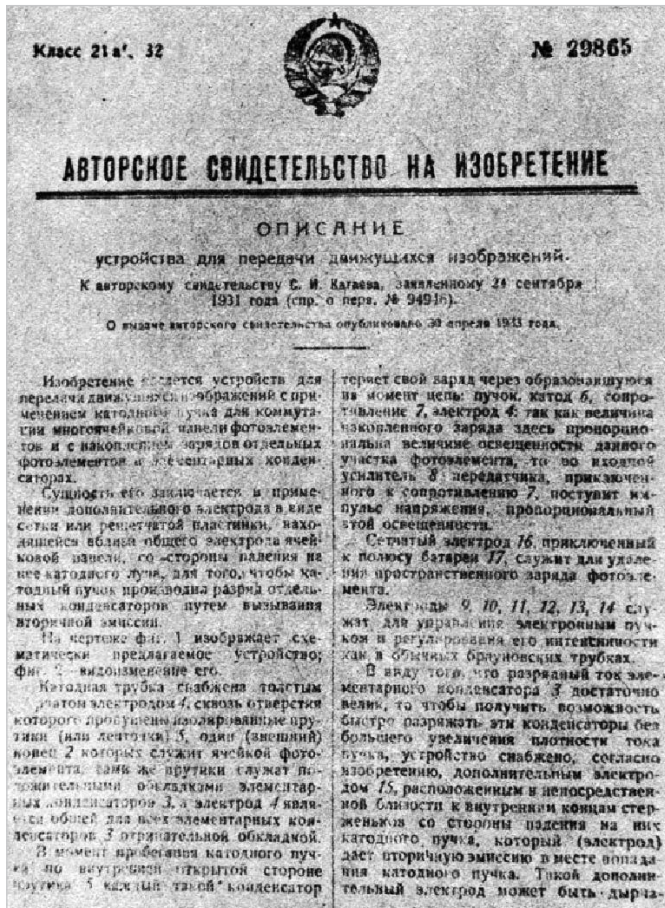 Класс 21 a¹, 32
№ 29865
АВТОРСКОЕ СВИДЕТЕЛЬСТВО НА ИЗОБРЕТЕНИЕ
ОПИСАНИЕ
устройства для передачи движущихся изображений.
К авторскому свидетельству С. И. Катаева, заявленному 24 сентября
1931 года (спр. о перв. № 94916).
О выдаче авторского свидетельства опубликовано 30 апреля 1933 года.
Изобретение касается устройств для
передачи движущихся изображений с при-
менением катодного пучка для коммута-
ции многоячейковой панели фотоэлемен-
тов и с накоплением зарядов отдельных
фотоэлементов в элементарных конден-
саторах.
Сущность его заключается в приме-
нении дополнительного электрода в виде
сетки или решетчатой пластинки, нахо-
дящейся вблизи общего электрода ячей-
ковой панели, со стороны падения на
нее катодного луча, для того, чтобы ка-
тодный пучок производил разряд отдель-
ных конденсаторов путем вызывания
вторичной эмиссии.
На чертеже фиг. 1 изображает схе-
матически предлагаемое устройство;
фиг. 2 — видоизменение его.
Катодная трубка снабжена толстым
электродом 4, сквозь отверстия
которого пропущены изолированные пру-
тики (или ленточки) 5, один (внешний)
конец 2 которых служит ячейкой фото-
элемента, сами же прутики служат по-
ложительными обкладками элементар-
ных конденсаторов 3, а электрод 4 явля-
ется общей для всех элементарных кон-
денсаторов 3 отрицательной обкладкой.
В момент пробегания катодного пуч-
ка по внутренней открытой стороне
прутика 5 каждый такой конденсатор
теряет свой заряд через образовавшуюся
на момент цепь: пучок, катод 6, сопро-
тивление 7, электрод 4; так как величина
накопленного заряда здесь пропорцио-
нальна величине освещенности данного
участка фотоэлемента, то во входной
усилитель 8 передатчика, приключен-
ного к сопротивлению 7, поступит им-
пульс напряжения, пропорциональный
этой освещенности.
Сетчатый электрод 16, приключенный
к полюсу батареи 17, служит для удале-
ния пространственного заряда фотоэле-
мента.
Электроды 9, 10, 11, 12, 13, 14 слу-
жат для управления электронным пуч-
ком и регулирования его интенсивности
как в обычных брауновских трубках.
В виду того, что разрядный ток эле-
ментарного конденсатора 3 достаточно
велик, то чтобы получить возможность
быстро разряжать эти конденсаторы без
большего увеличения плотности тока
пучка, устройство снабжено, согласно
изобретению, дополнительным электро-
дом 15, расположенным в непосредствен-
ной близости к внутренним концам стер-
женьков со стороны падения на них
катодного пучка, который (электрод)
дает вторичную эмиссию в месте попада-
ния катодного пучка. Такой дополни-
тельный электрод может быть дырча-